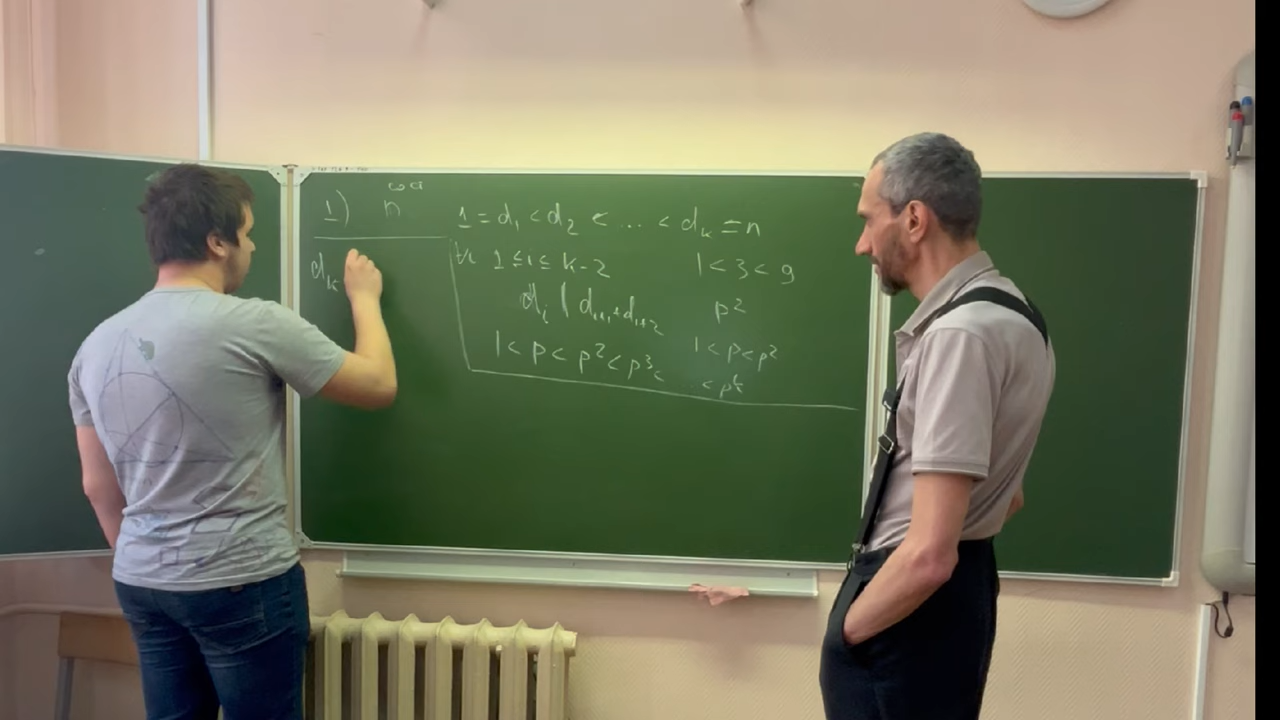 1) n 1 = d₁ < d₂ < ... < dₖ = n
1 ≤ i ≤ k-2 1 < 3 < 9
dₖ dᵢ | dᵢ₊₁ + dᵢ₊₂ p²
1 < p < p² < p³ < 1 < p < p²
... < pᵏ